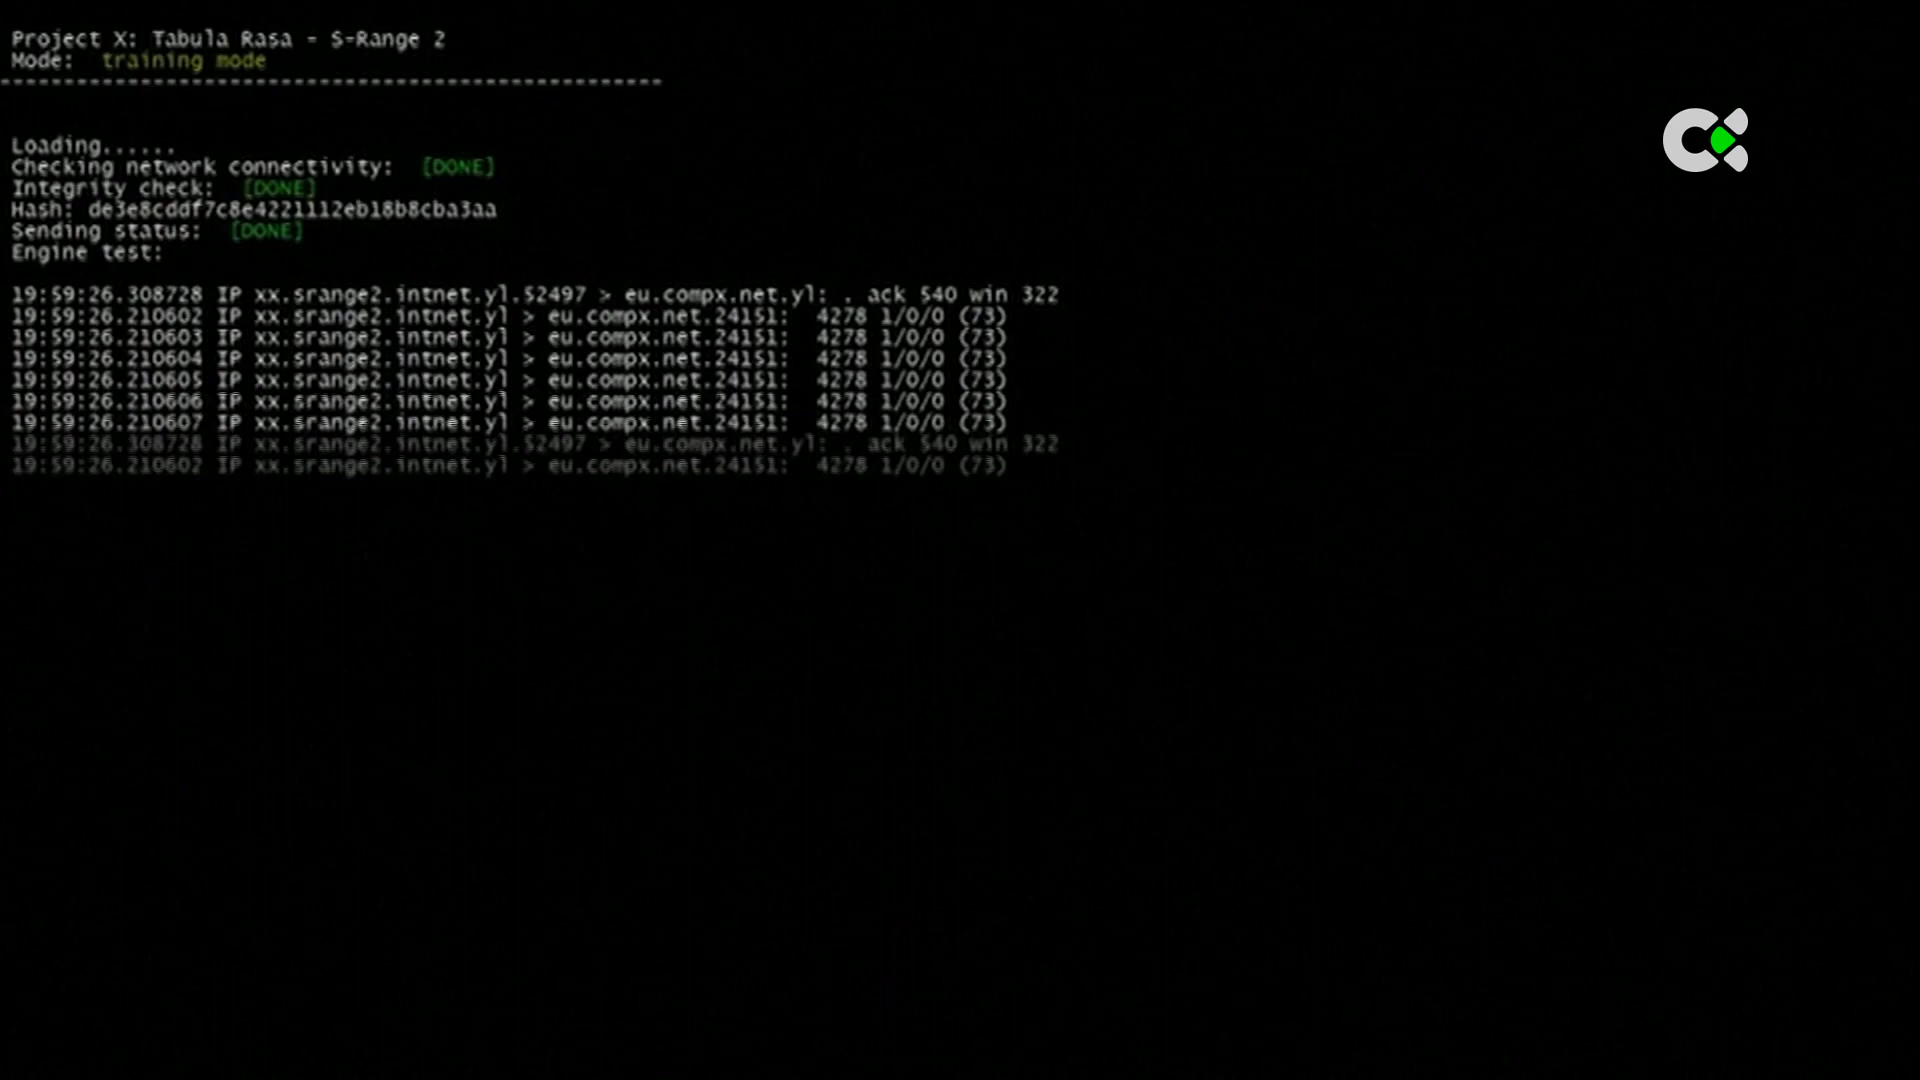 Project X: Tabula Rasa - S-Range 2
Mode: training mode
----------------------------------------------------
Loading......
Checking network connectivity: [DONE]
Integrity check: [DONE]
Hash: de3e8cddf7c8e4221112eb18b8cba3aa
Sending status: [DONE]
Engine test:
19:59:26.308728 IP xx.srange2.intnet.yl.52497 > eu.compx.net.yl: . ack 540 win 322
19:59:26.210602 IP xx.srange2.intnet.yl > eu.compx.net.24151: 4278 1/0/0 (73)
19:59:26.210603 IP xx.srange2.intnet.yl > eu.compx.net.24151: 4278 1/0/0 (73)
19:59:26.210604 IP xx.srange2.intnet.yl > eu.compx.net.24151: 4278 1/0/0 (73)
19:59:26.210605 IP xx.srange2.intnet.yl > eu.compx.net.24151: 4278 1/0/0 (73)
19:59:26.210606 IP xx.srange2.intnet.yl > eu.compx.net.24151: 4278 1/0/0 (73)
19:59:26.210607 IP xx.srange2.intnet.yl > eu.compx.net.24151: 4278 1/0/0 (73)
19:59:26.308728 IP xx.srange2.intnet.yl.52497 > eu.compx.net.yl: . ack 540 win 322
19:59:26.210602 IP xx.srange2.intnet.yl > eu.compx.net.24151: 4278 1/0/0 (73)